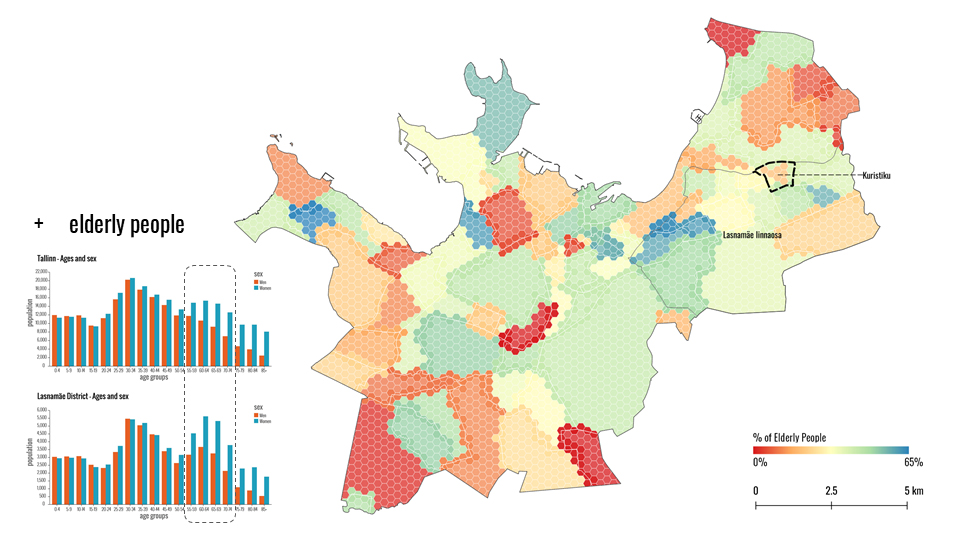 + elderly people
Tallinn - Ages and sex
22,000
20,000
18,000
16,000
14,000
12,000
10,000
8,000
6,000
4,000
2,000
0
population
sex
Men
Women
0-4 5-9 10-14 15-19 20-24 25-29 30-34 35-39 40-44 45-49 50-54 55-59 60-64 65-69 70-74 75-79 80-84 85+
age groups
Lasnamäe District - Ages and sex
6,000
5,500
5,000
4,500
4,000
3,500
3,000
2,500
2,000
1,500
1,000
500
0
population
sex
Men
Women
0-4 5-9 10-14 15-19 20-24 25-29 30-34 35-39 40-44 45-49 50-54 55-59 60-64 65-69 70-74 75-79 80-84 85+
age groups
Kuristiku
Lasnamäe linnaosa
% of Elderly People
0% 65%
0 2.5 5 km